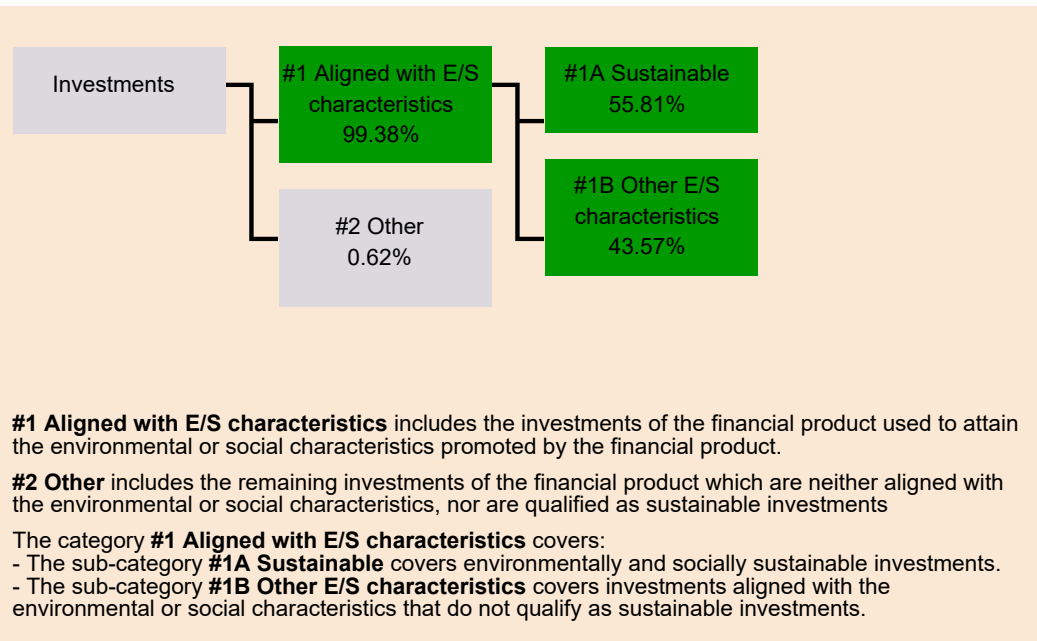 Investments
#1 Aligned with E/S
characteristics
99.38%
#1A Sustainable
55.81%
#1B Other E/S
characteristics
43.57%
#2 Other
0.62%
#1 Aligned with E/S characteristics includes the investments of the financial product used to attain
the environmental or social characteristics promoted by the financial product.
#2 Other includes the remaining investments of the financial product which are neither aligned with
the environmental or social characteristics, nor are qualified as sustainable investments
The category #1 Aligned with E/S characteristics covers:
- The sub-category #1A Sustainable covers environmentally and socially sustainable investments.
- The sub-category #1B Other E/S characteristics covers investments aligned with the
environmental or social characteristics that do not qualify as sustainable investments.